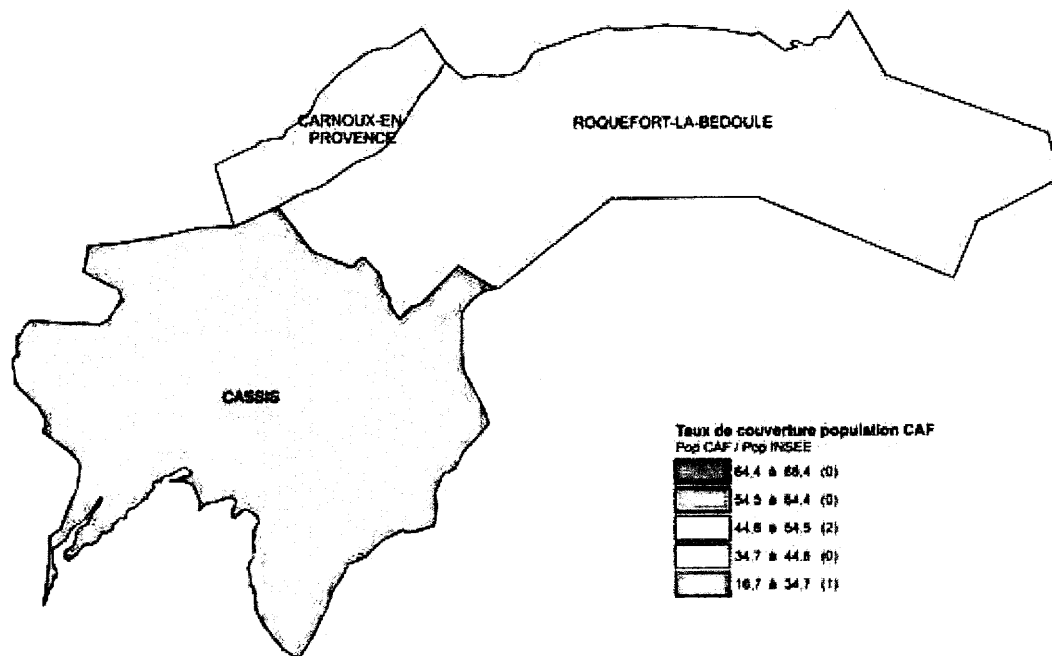 CARNOUX-EN-
PROVENCE
ROQUEFORT-LA-BEDOULE
CASSIS
Taux de couverture population CAF
Pop CAF / Pop INSEE
64,4 à 68,4 (0)
54,5 à 64,4 (0)
44,6 à 54,5 (2)
34,7 à 44,6 (0)
16,7 à 34,7 (1)